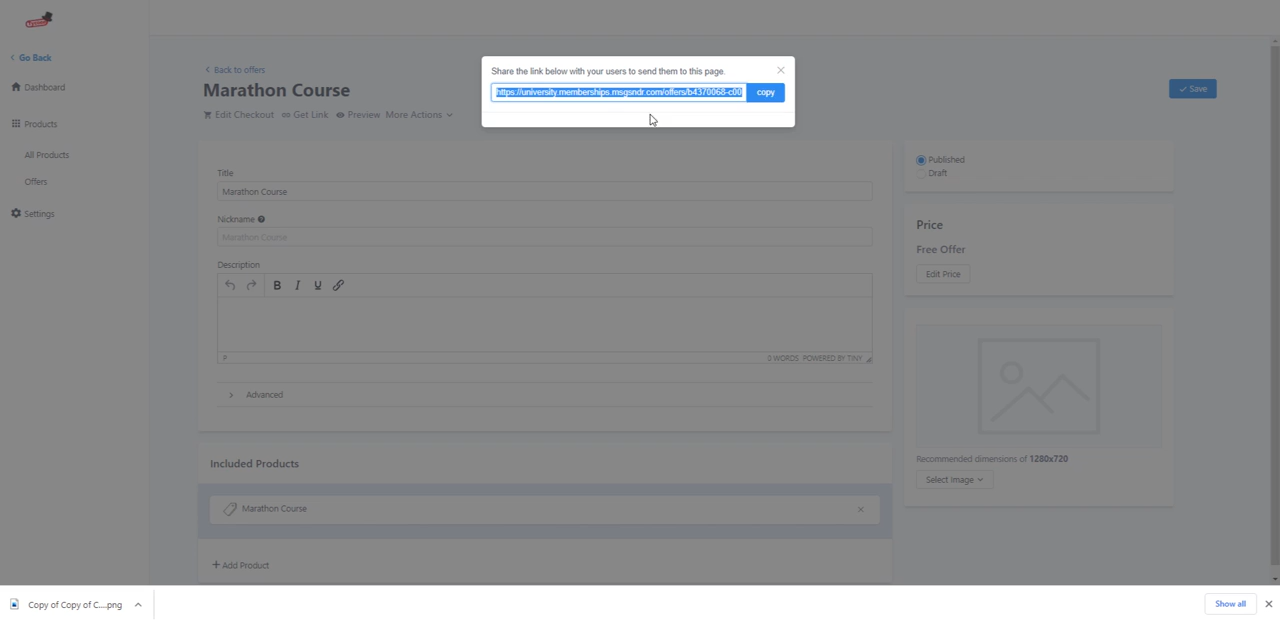 Go Back
Dashboard
Products
All Products
Offers
Settings
Back to offers
Marathon Course
Edit Checkout Get Link Preview More Actions
Share the link below with your users to send them to this page.
https://university.memberships.msgsndr.com/offers/b4370068-c00
copy
Save
Title
Marathon Course
Nickname
Marathon Course
Description
B I U
P
0 WORDS POWERED BY TINY
Advanced
Included Products
Marathon Course
Add Product
Published
Draft
Price
Free Offer
Edit Price
Recommended dimensions of 1280x720
Select Image
Copy of Copy of C....png
Show all